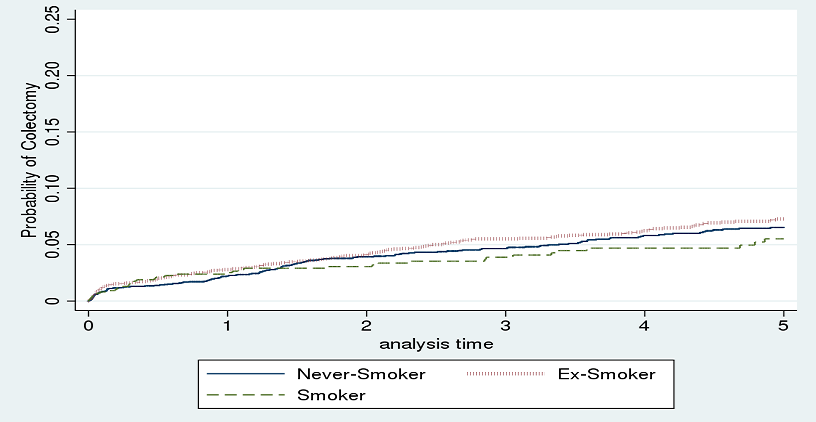 Probability of Colectomy
0.25
0.20
0.15
0.10
0.05
0
0 1 2 3 4 5
analysis time
Never-Smoker Ex-Smoker
Smoker